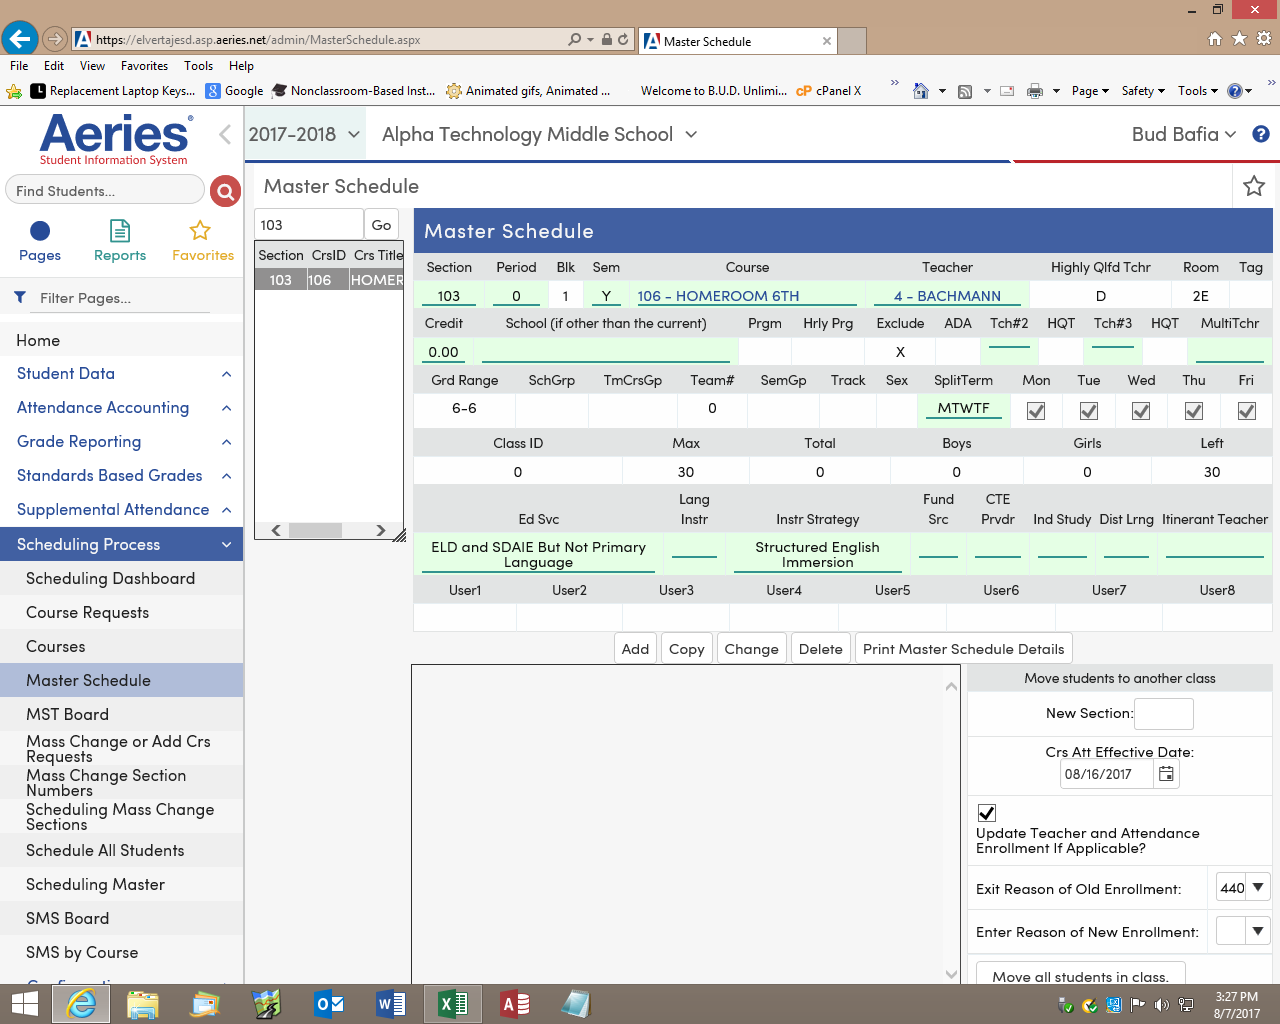 https://elvertajesd.asp.aeries.net/admin/MasterSchedule.aspx
Master Schedule
File Edit View Favorites Tools Help
Replacement Laptop Keys... Google Nonclassroom-Based Inst... Animated gifs, Animated ... Welcome to B.U.D. Unlimi... cPanel X Page Safety Tools
Aeries
Student Information System
2017-2018 Alpha Technology Middle School Bud Bafia
Find Students...
Pages Reports Favorites
Filter Pages...
Home
Student Data
Attendance Accounting
Grade Reporting
Standards Based Grades
Supplemental Attendance
Scheduling Process
Scheduling Dashboard
Course Requests
Courses
Master Schedule
MST Board
Mass Change or Add Crs
Requests
Mass Change Section
Numbers
Scheduling Mass Change
Sections
Schedule All Students
Scheduling Master
SMS Board
SMS by Course
Master Schedule
103 Go
Section CrsID Crs Title
103 106 HOMER
Master Schedule
Section Period Blk Sem Course Teacher Highly Qlfd Tchr Room Tag
103 0 1 Y 106 - HOMEROOM 6TH 4 - BACHMANN D 2E
Credit School (if other than the current) Prgm Hrly Prg Exclude ADA Tch#2 HQT Tch#3 HQT MultiTchr
0.00 X
Grd Range SchGrp TmCrsGp Team# SemGp Track Sex SplitTerm Mon Tue Wed Thu Fri
6-6 0 MTWTF
Class ID Max Total Boys Girls Left
0 30 0 0 0 30
Ed Svc Lang Instr Instr Strategy Fund Src CTE Prvdr Ind Study Dist Lrng Itinerant Teacher
ELD and SDAIE But Not Primary Structured English
Language Immersion
User1 User2 User3 User4 User5 User6 User7 User8
Add Copy Change Delete Print Master Schedule Details
Move students to another class
New Section:
Crs Att Effective Date:
08/16/2017
Update Teacher and Attendance
Enrollment If Applicable?
Exit Reason of Old Enrollment: 440
Enter Reason of New Enrollment:
Move all students in class.
3:27 PM
8/7/2017